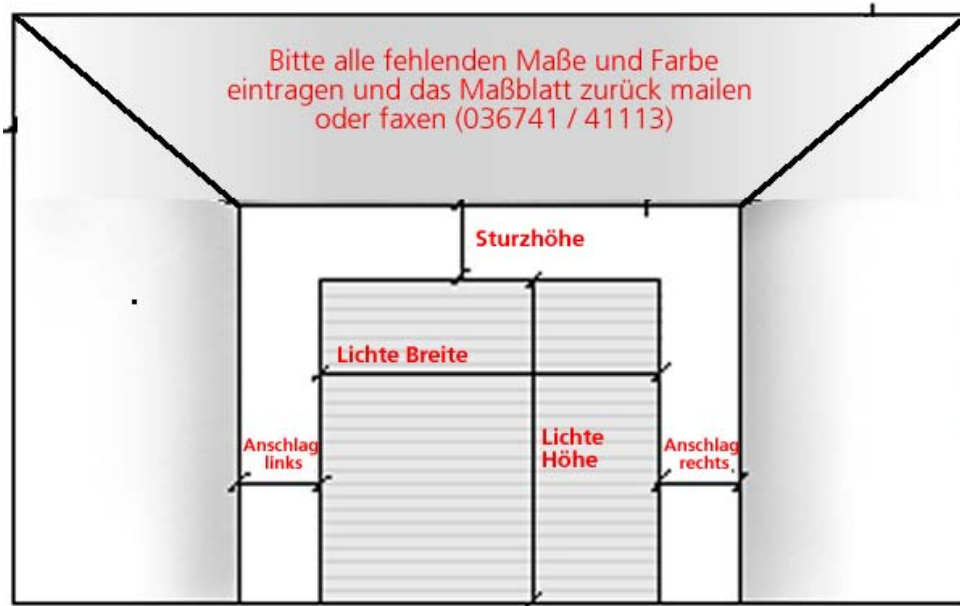 Bitte alle fehlenden Maße und Farbe
eintragen und das Maßblatt zurück mailen
oder faxen (036741 / 41113)
Sturzhöhe
Lichte Breite
Anschlag
links
Lichte
Höhe
Anschlag
rechts